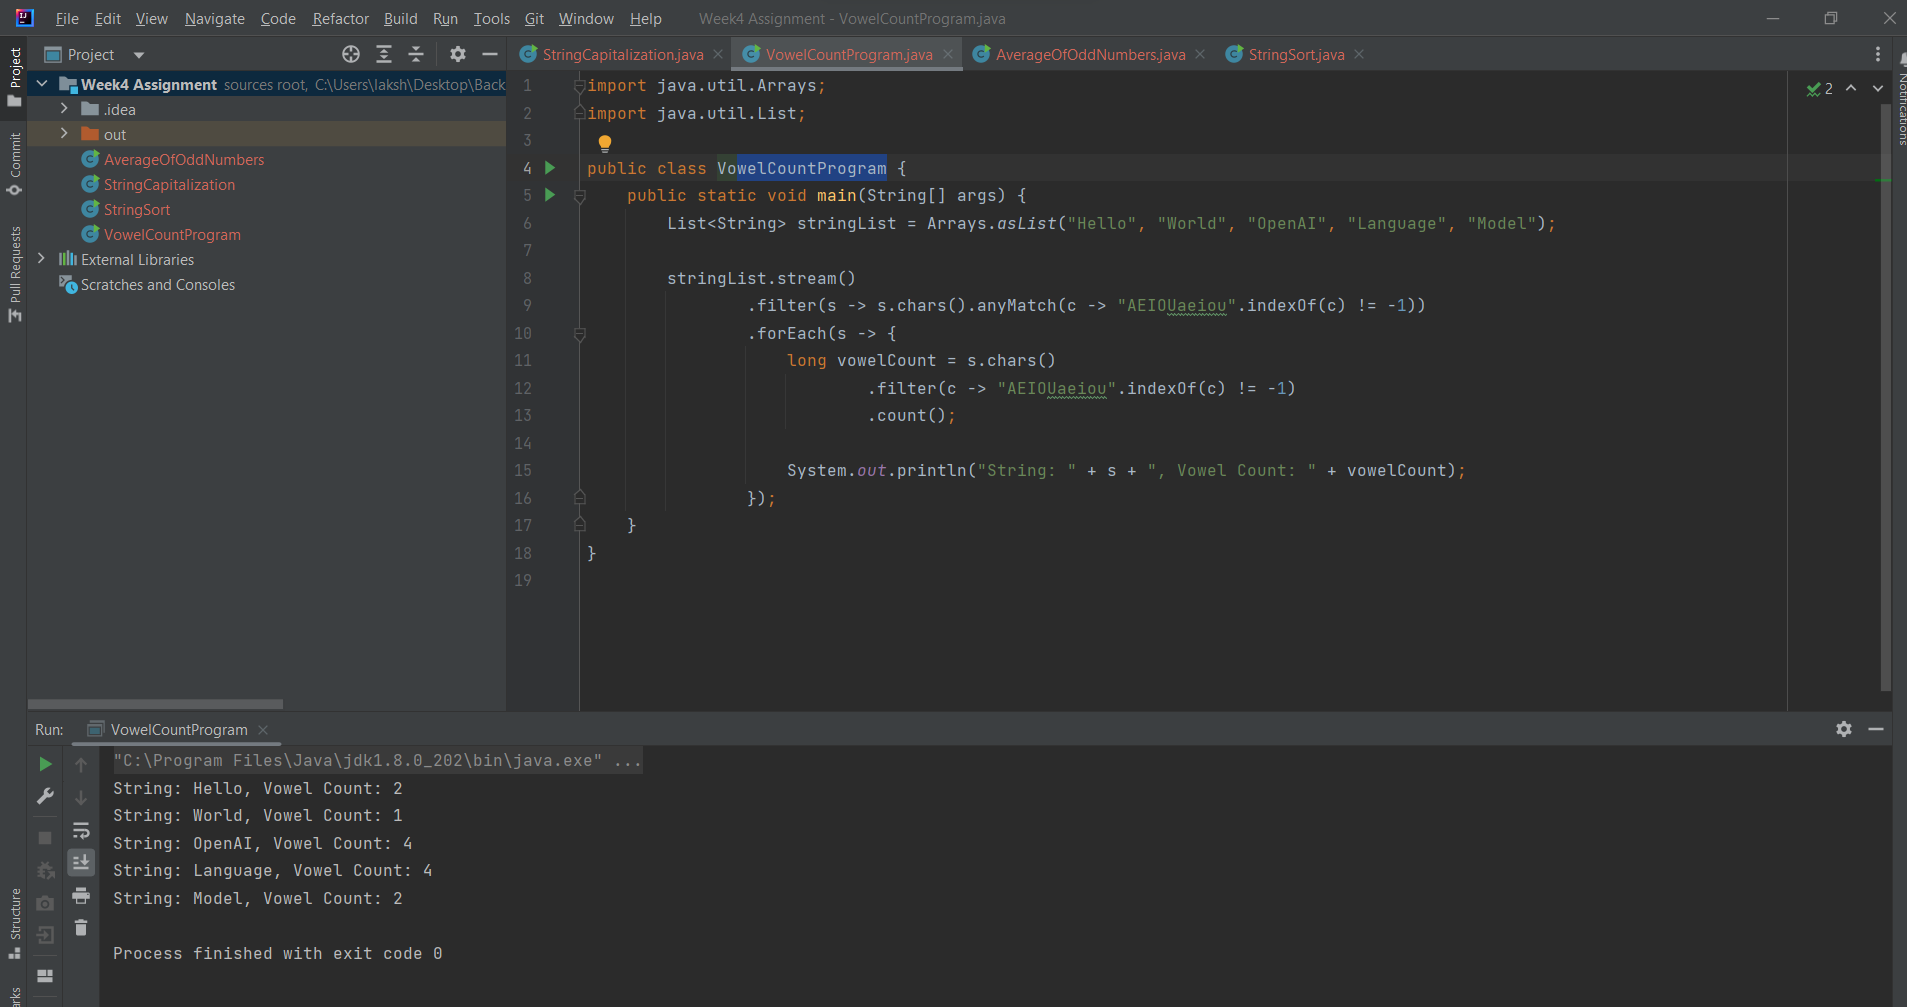 File Edit View Navigate Code Refactor Build Run Tools Git Window Help Week4 Assignment - VowelCountProgram.java
Project
StringCapitalization.java VowelCountProgram.java AverageOfOddNumbers.java StringSort.java
Project
Commit
Pull Requests
Structure
Notifications
Week4 Assignment sources root, C:\Users\laksh\Desktop\Back
.idea
out
AverageOfOddNumbers
StringCapitalization
StringSort
VowelCountProgram
External Libraries
Scratches and Consoles
2
1 import java.util.Arrays;
2 import java.util.List;
3
4 public class VowelCountProgram {
5     public static void main(String[] args) {
6         List<String> stringList = Arrays.asList("Hello", "World", "OpenAI", "Language", "Model");
7
8         stringList.stream()
9                 .filter(s -> s.chars().anyMatch(c -> "AEIOUaeiou".indexOf(c) != -1))
10                 .forEach(s -> {
11                     long vowelCount = s.chars()
12                             .filter(c -> "AEIOUaeiou".indexOf(c) != -1)
13                             .count();
14
15                     System.out.println("String: " + s + ", Vowel Count: " + vowelCount);
16                 });
17     }
18 }
19
Run: VowelCountProgram
"C:\Program Files\Java\jdk1.8.0_202\bin\java.exe" ...
String: Hello, Vowel Count: 2
String: World, Vowel Count: 1
String: OpenAI, Vowel Count: 4
String: Language, Vowel Count: 4
String: Model, Vowel Count: 2

Process finished with exit code 0